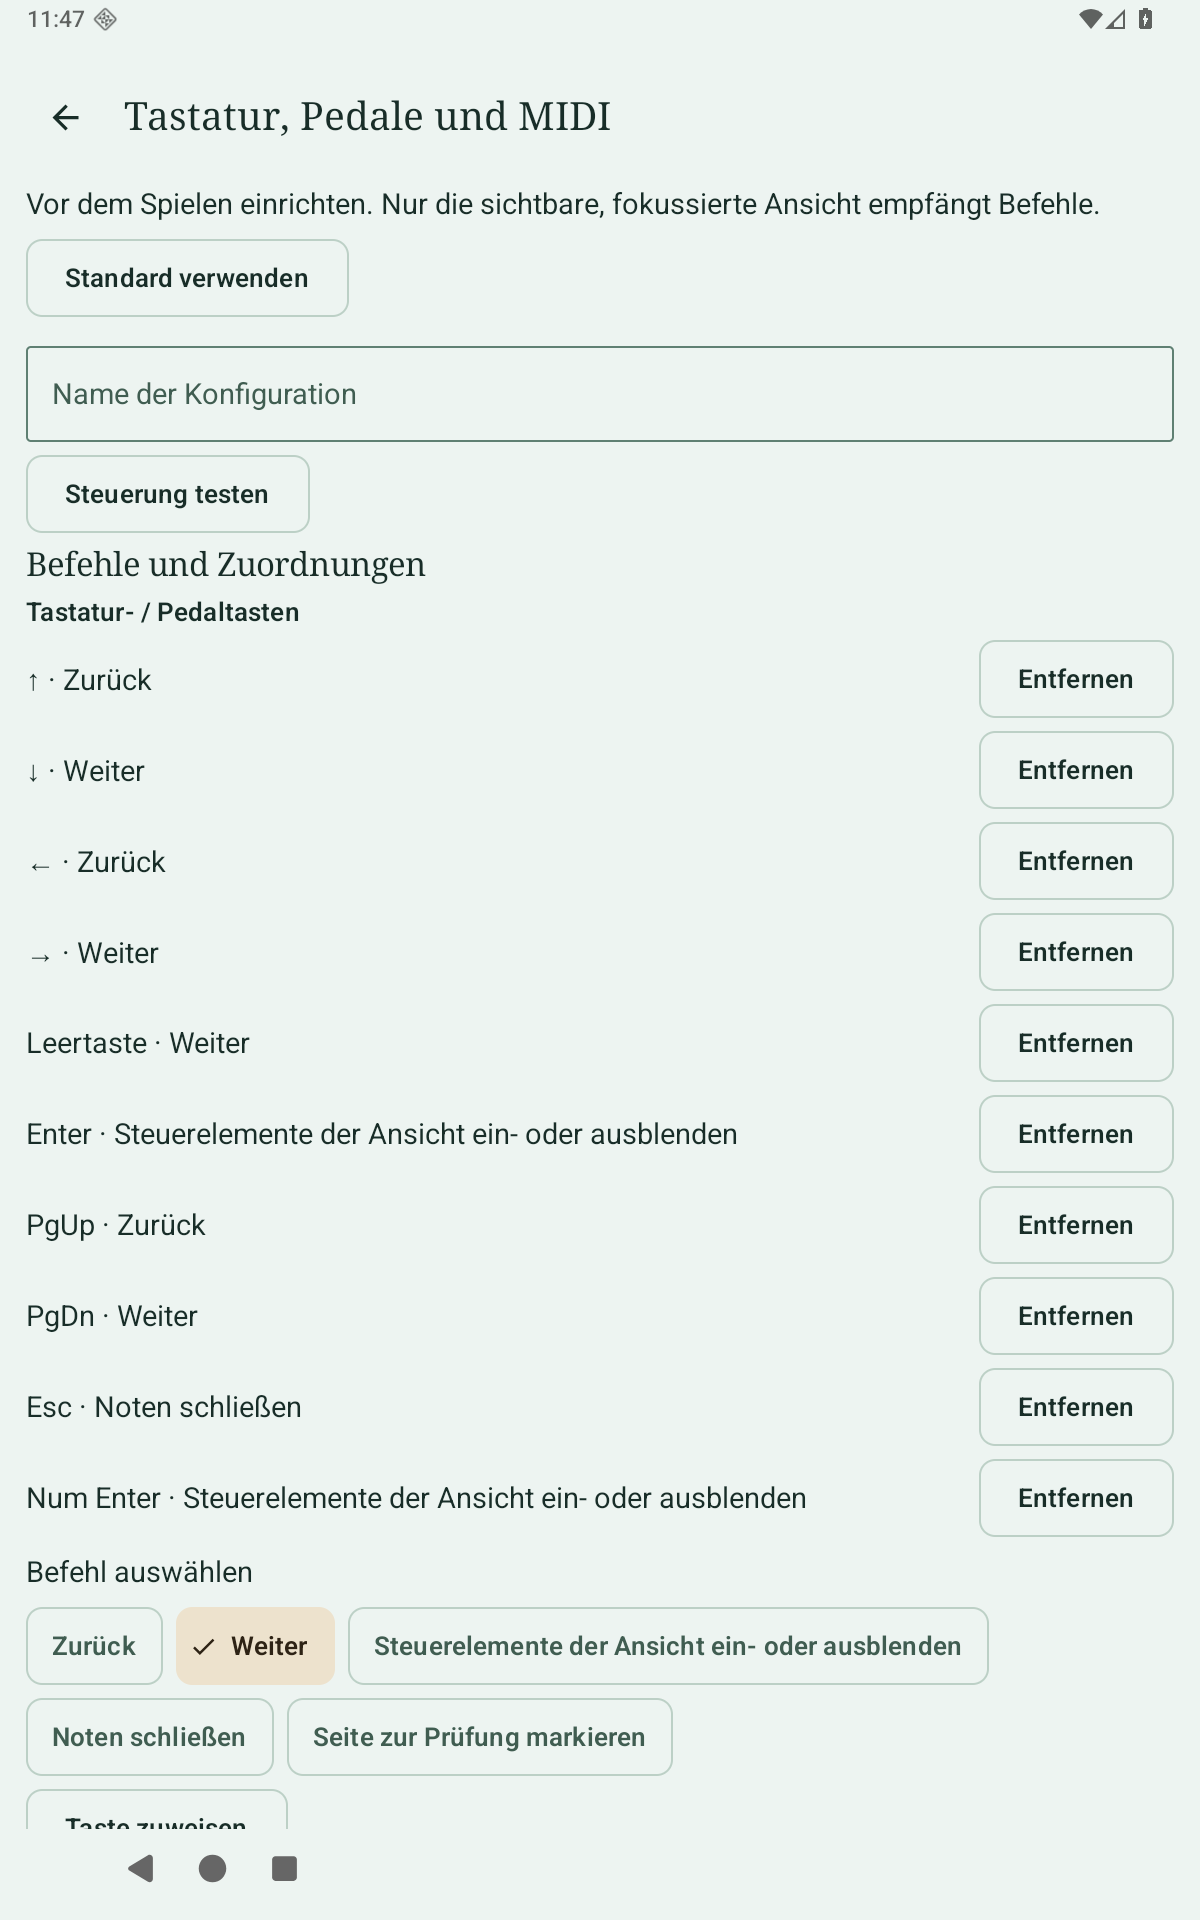 11:47
Tastatur, Pedale und MIDI
Vor dem Spielen einrichten. Nur die sichtbare, fokussierte Ansicht empfängt Befehle.
Standard verwenden
Name der Konfiguration
Steuerung testen
Befehle und Zuordnungen
Tastatur- / Pedaltasten
↑ · Zurück Entfernen
↓ · Weiter Entfernen
← · Zurück Entfernen
→ · Weiter Entfernen
Leertaste · Weiter Entfernen
Enter · Steuerelemente der Ansicht ein- oder ausblenden Entfernen
PgUp · Zurück Entfernen
PgDn · Weiter Entfernen
Esc · Noten schließen Entfernen
Num Enter · Steuerelemente der Ansicht ein- oder ausblenden Entfernen
Befehl auswählen
Zurück Weiter Steuerelemente der Ansicht ein- oder ausblenden
Noten schließen Seite zur Prüfung markieren
Taste zuweisen